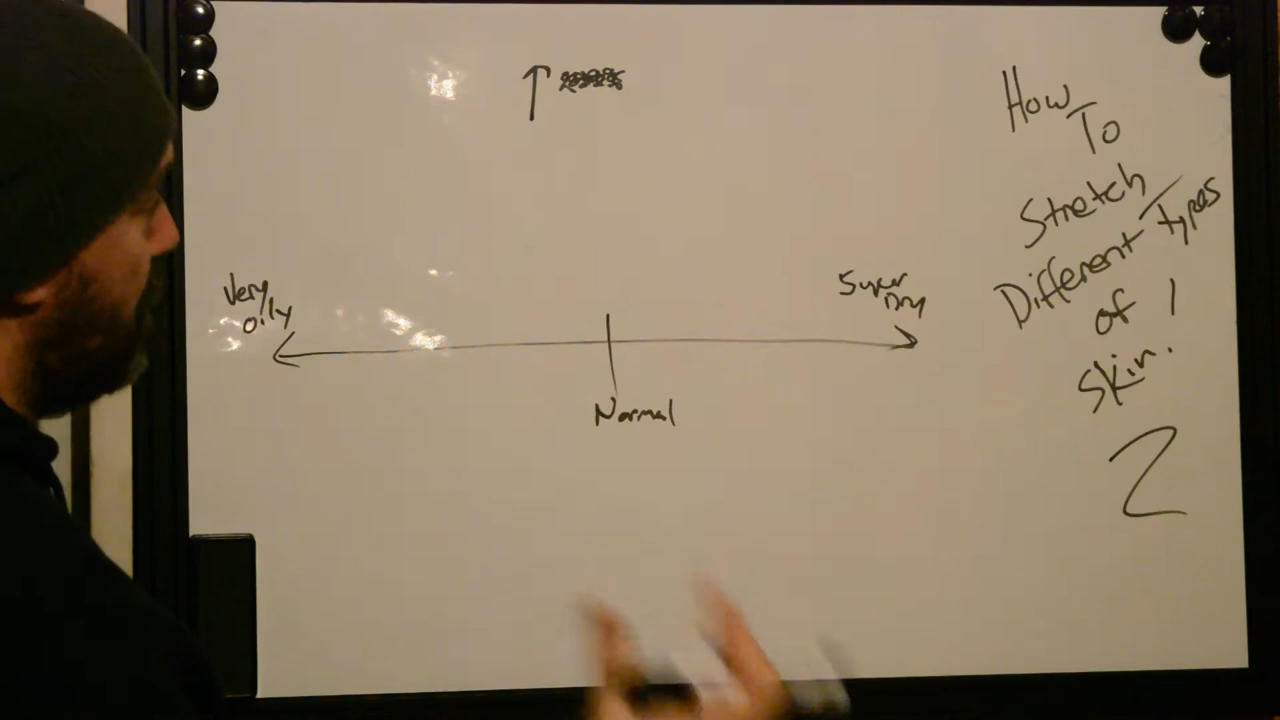 Very
oily
Normal
Super
Dry
How
To
Stretch
Different Types
of
Skin.
2